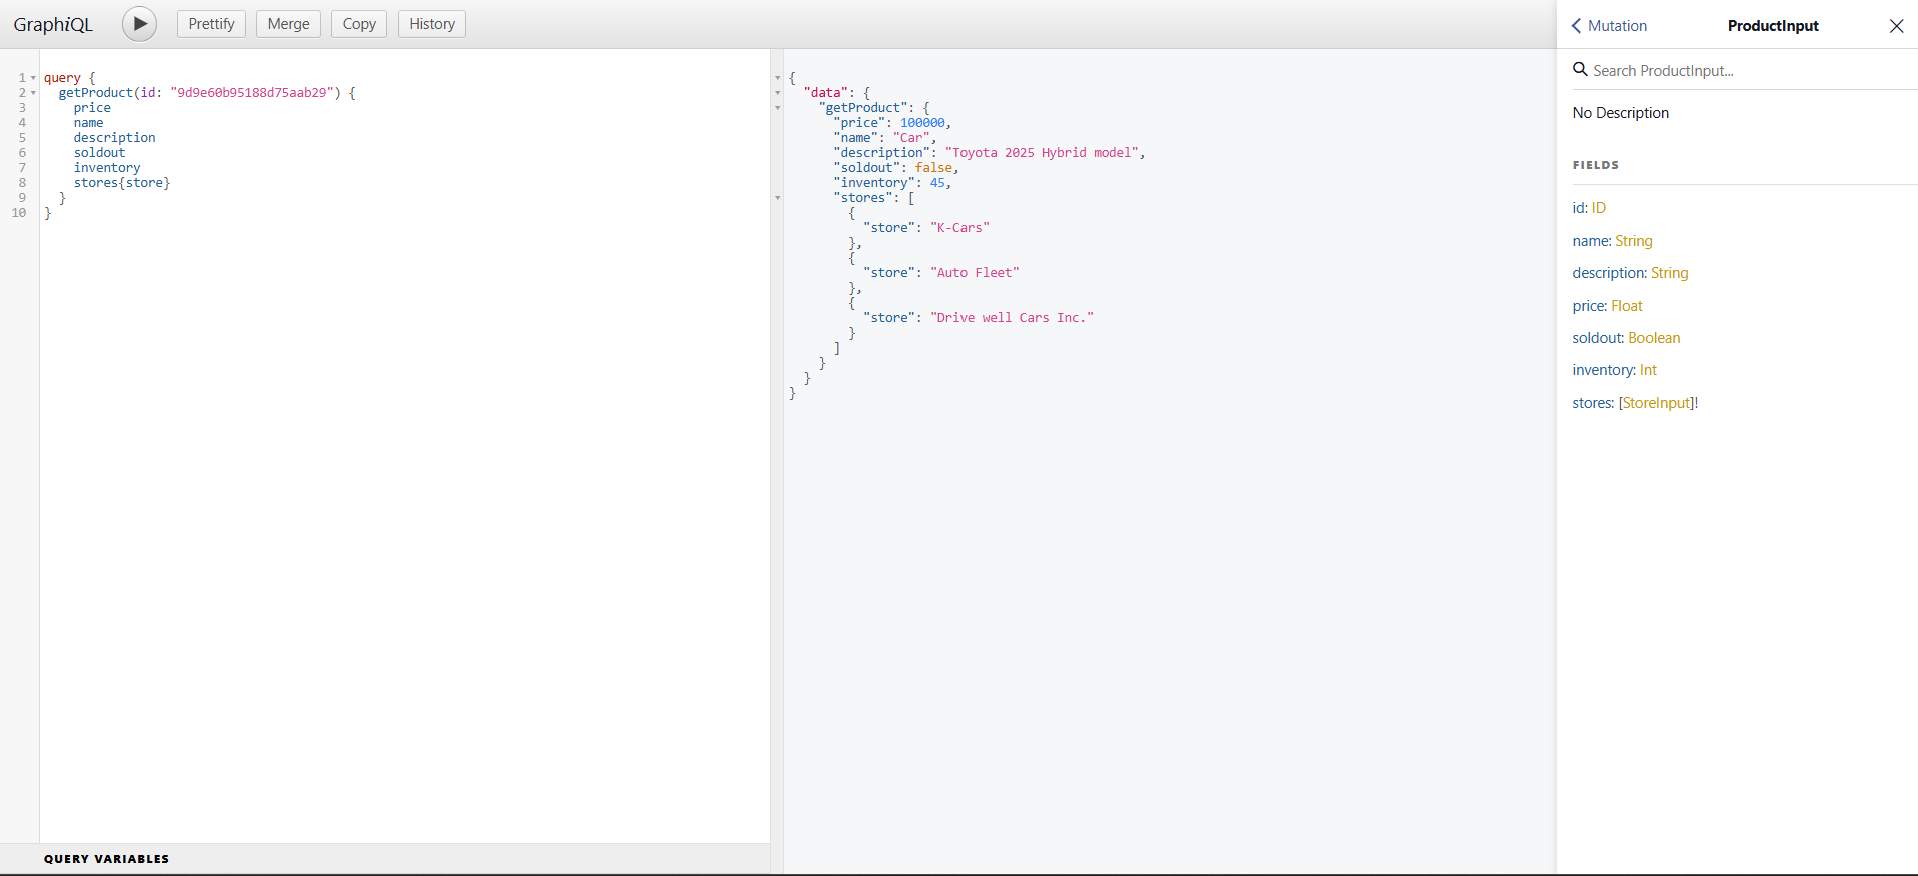 GraphiQL
Prettify
Merge
Copy
History
1 query {
2 getProduct(id: "9d9e60b95188d75aab29") {
3 price
4 name
5 description
6 soldout
7 inventory
8 stores{store}
9 }
10 }
QUERY VARIABLES
{
"data": {
"getProduct": {
"price": 100000,
"name": "Car",
"description": "Toyota 2025 Hybrid model",
"soldout": false,
"inventory": 45,
"stores": [
{
"store": "K-Cars"
},
{
"store": "Auto Fleet"
},
{
"store": "Drive well Cars Inc."
}
]
}
}
}
Mutation
ProductInput
Search ProductInput...
No Description
FIELDS
id: ID
name: String
description: String
price: Float
soldout: Boolean
inventory: Int
stores: [StoreInput]!